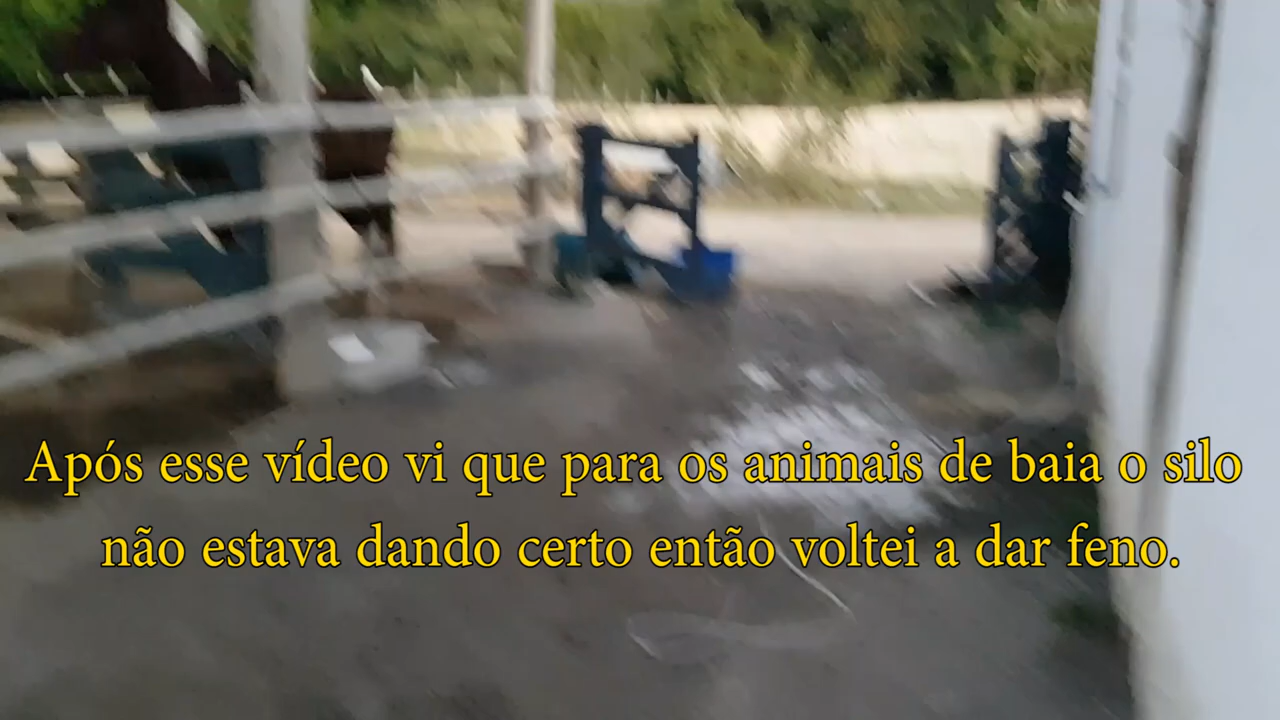 Após esse vídeo vi que para os animais de baia o silo
não estava dando certo então voltei a dar feno.